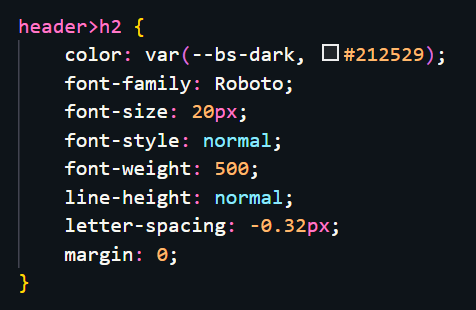 header>h2 {
color: var(--bs-dark, #212529);
font-family: Roboto;
font-size: 20px;
font-style: normal;
font-weight: 500;
line-height: normal;
letter-spacing: -0.32px;
margin: 0;
}